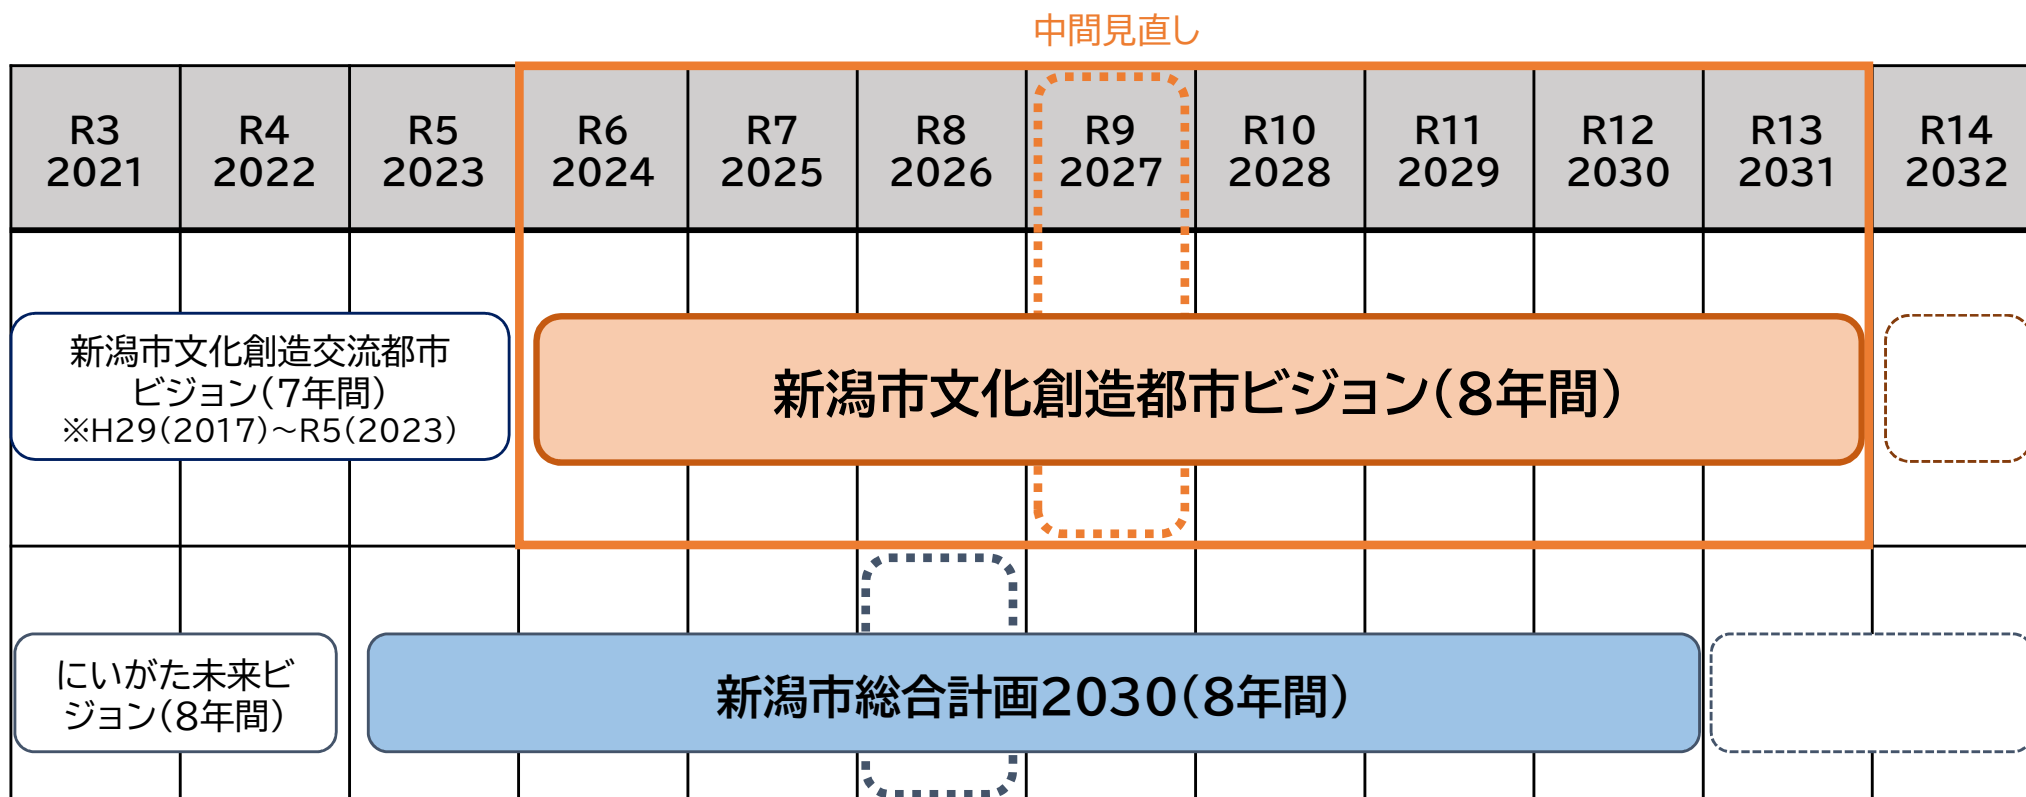 中間見直し
R3
2021
R4
2022
R5
2023
R6
2024
R7
2025
R8
2026
R9
2027
R10
2028
R11
2029
R12
2030
R13
2031
R14
2032
新潟市文化創造交流都市
ビジョン(7年間)
※H29(2017)～R5(2023)
新潟市文化創造都市ビジョン(8年間)
にいがた未来ビ
ジョン(8年間)
新潟市総合計画2030(8年間)